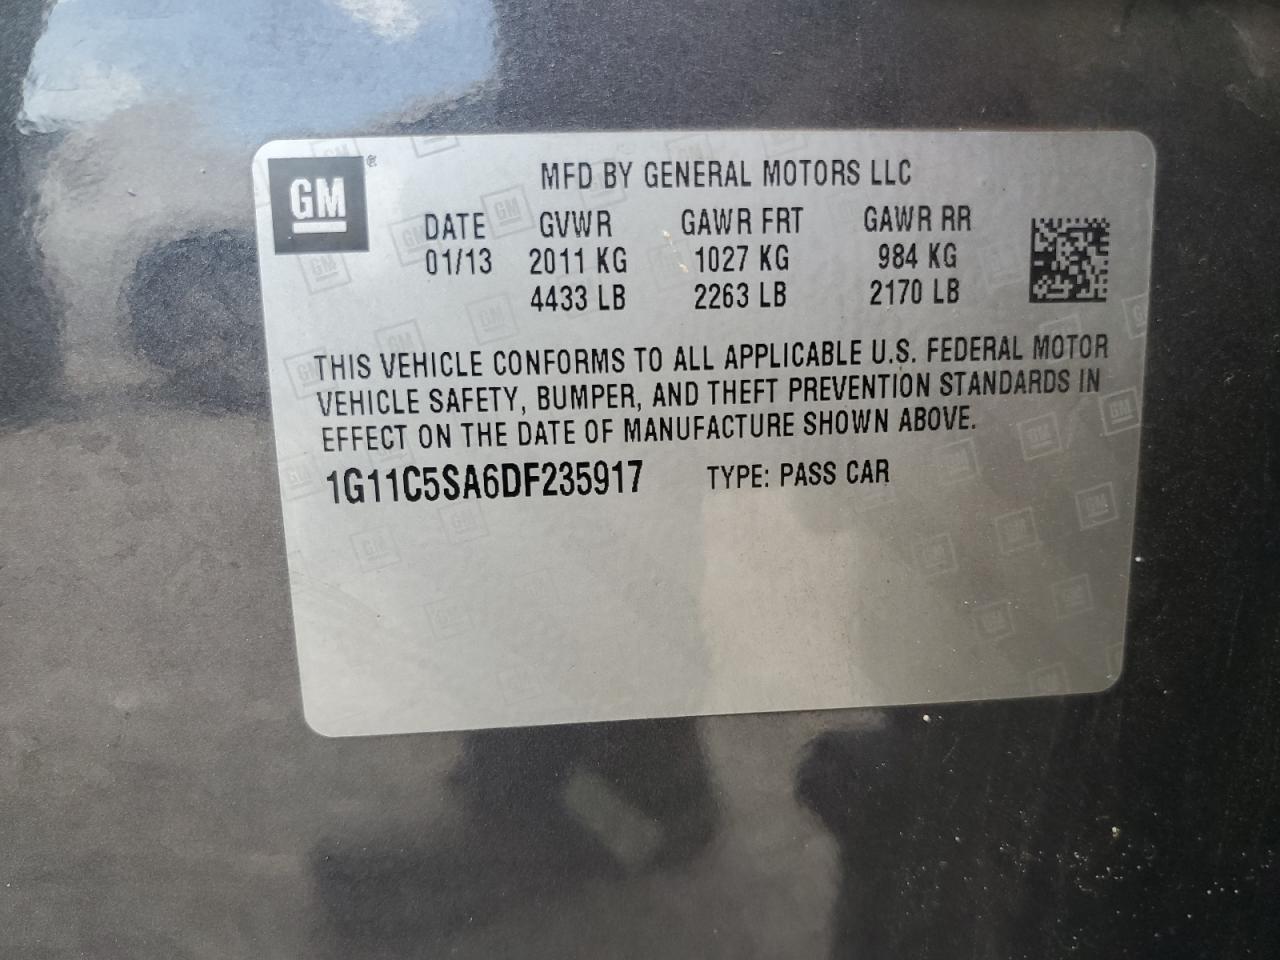 GM
MFD BY GENERAL MOTORS LLC
DATE GVWR GAWR FRT GAWR RR
01/13 2011 KG 1027 KG 984 KG
4433 LB 2263 LB 2170 LB
THIS VEHICLE CONFORMS TO ALL APPLICABLE U.S. FEDERAL MOTOR
VEHICLE SAFETY, BUMPER, AND THEFT PREVENTION STANDARDS IN
EFFECT ON THE DATE OF MANUFACTURE SHOWN ABOVE.
1G11C5SA6DF235917 TYPE: PASS CAR